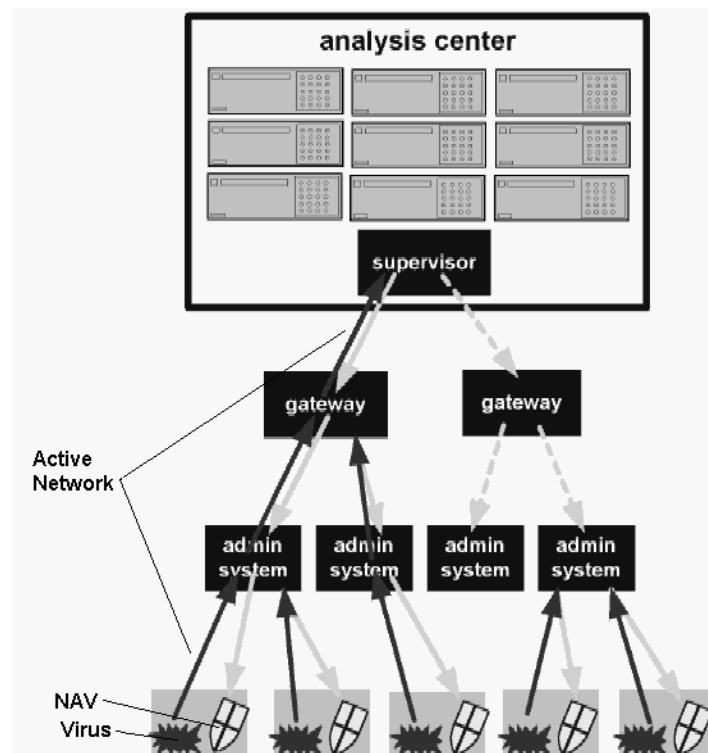 analysis center
supervisor
gateway
gateway
Active
Network
admin
system
admin
system
admin
system
admin
system
NAV
Virus